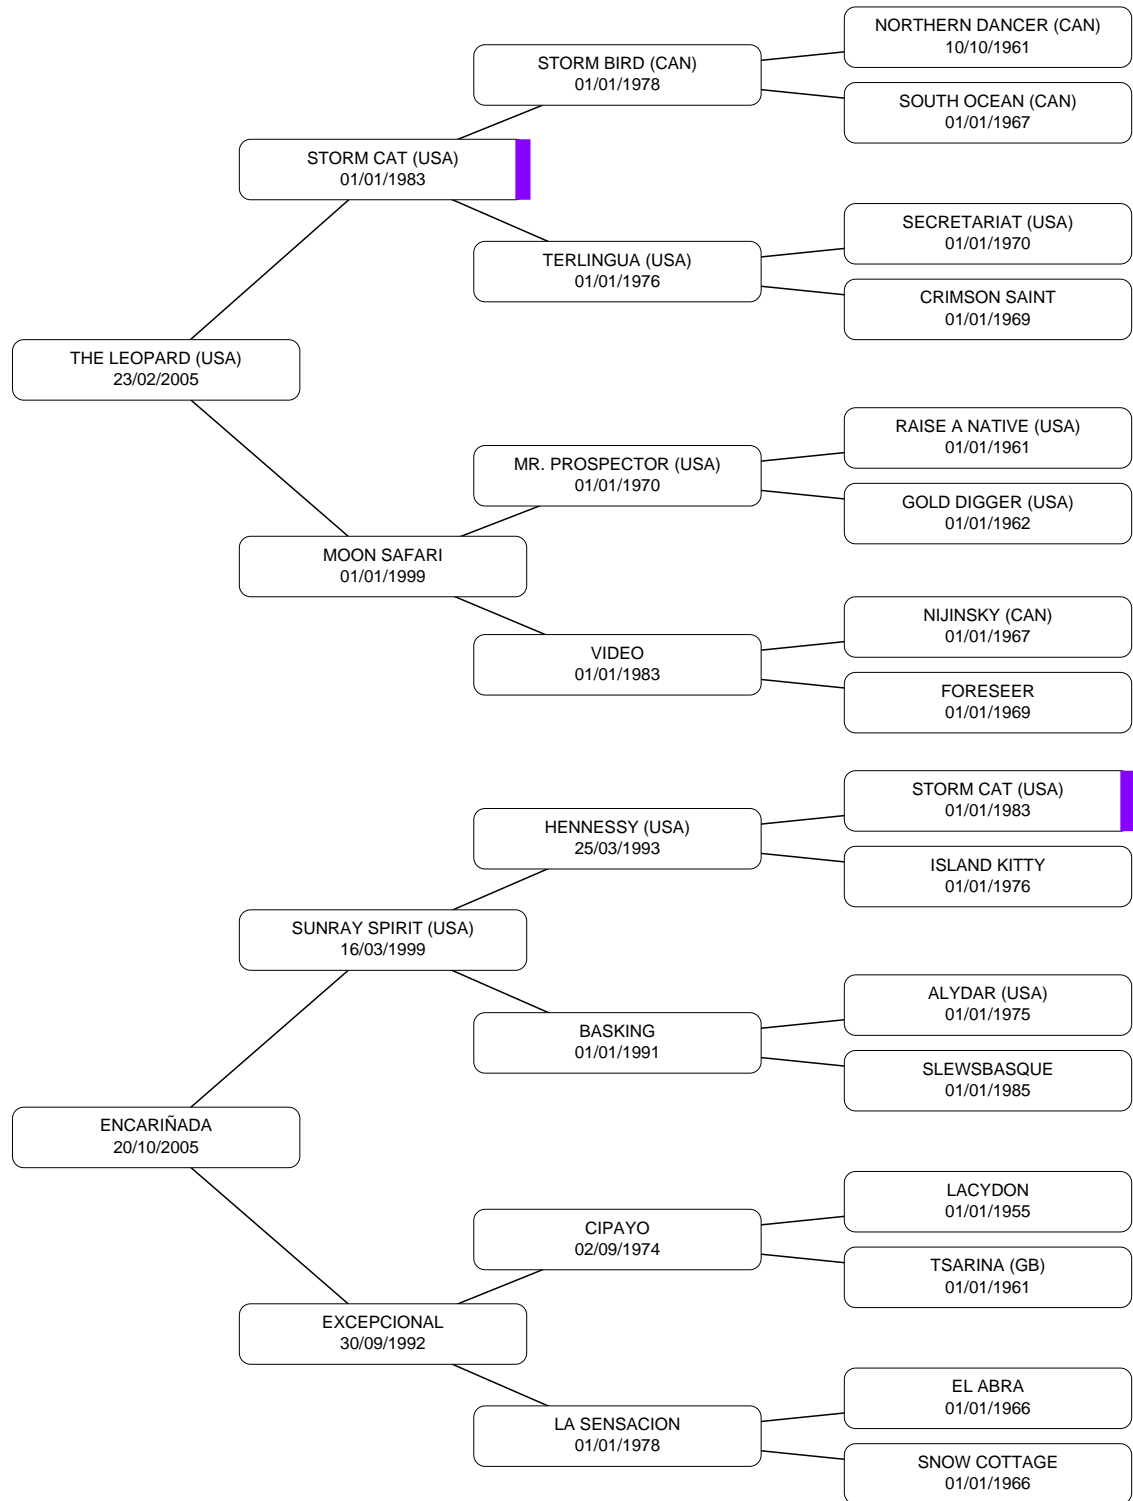 NORTHERN DANCER (CAN)
10/10/1961
STORM BIRD (CAN)
01/01/1978
SOUTH OCEAN (CAN)
01/01/1967
STORM CAT (USA)
01/01/1983
SECRETARIAT (USA)
01/01/1970
TERLINGUA (USA)
01/01/1976
CRIMSON SAINT
01/01/1969
THE LEOPARD (USA)
23/02/2005
RAISE A NATIVE (USA)
01/01/1961
MR. PROSPECTOR (USA)
01/01/1970
GOLD DIGGER (USA)
01/01/1962
MOON SAFARI
01/01/1999
NIJINSKY (CAN)
01/01/1967
VIDEO
01/01/1983
FORESEER
01/01/1969
STORM CAT (USA)
01/01/1983
HENNESSY (USA)
25/03/1993
ISLAND KITTY
01/01/1976
SUNRAY SPIRIT (USA)
16/03/1999
ALYDAR (USA)
01/01/1975
BASKING
01/01/1991
SLEWSBASQUE
01/01/1985
ENCARIÑADA
20/10/2005
LACYDON
01/01/1955
CIPAYO
02/09/1974
TSARINA (GB)
01/01/1961
EXCEPCIONAL
30/09/1992
EL ABRA
01/01/1966
LA SENSACION
01/01/1978
SNOW COTTAGE
01/01/1966